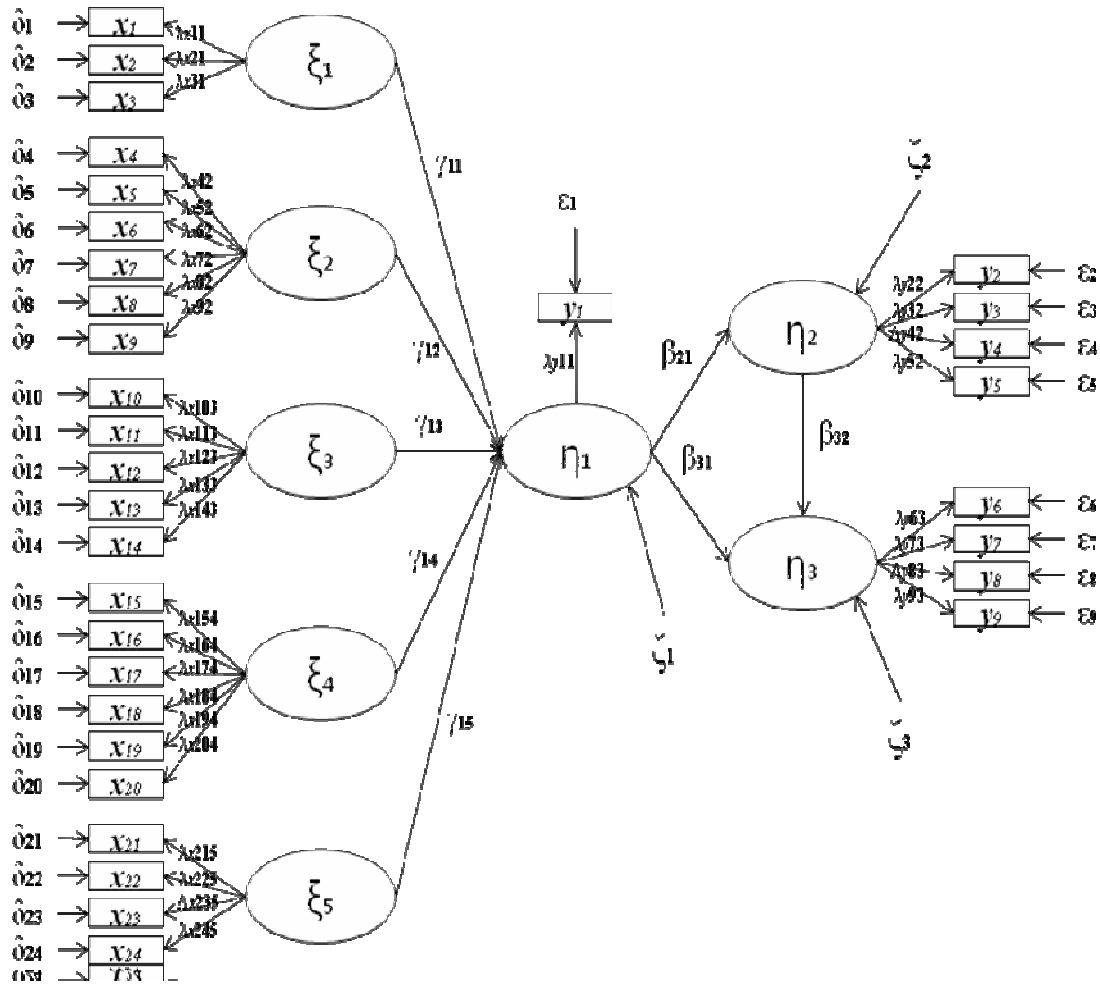 δ1 x1 λx11
δ2 x2 λx21
δ3 x3 λx31
ξ1
γ11
δ4 x4 λx42
δ5 x5 λx52
δ6 x6 λx62
δ7 x7 λx72
δ8 x8 λx82
δ9 x9 λx92
ξ2
γ12
δ10 x10 λx103
δ11 x11 λx113
δ12 x12 λx123
δ13 x13 λx133
δ14 x14 λx143
ξ3
γ13
δ15 x15 λx154
δ16 x16 λx164
δ17 x17 λx174
δ18 x18 λx184
δ19 x19 λx194
δ20 x20 λx204
ξ4
γ14
δ21 x21 λx215
δ22 x22 λx225
δ23 x23 λx235
δ24 x24 λx245
ξ5
γ15
ε1
y1
λy11
η1
ζ1
β21
β31
ζ2
η2
β32
η3
ζ3
λy22 y2 ε2
λy32 y3 ε3
λy42 y4 ε4
λy52 y5 ε5
λy63 y6 ε6
λy73 y7 ε7
λy83 y8 ε8
λy93 y9 ε9